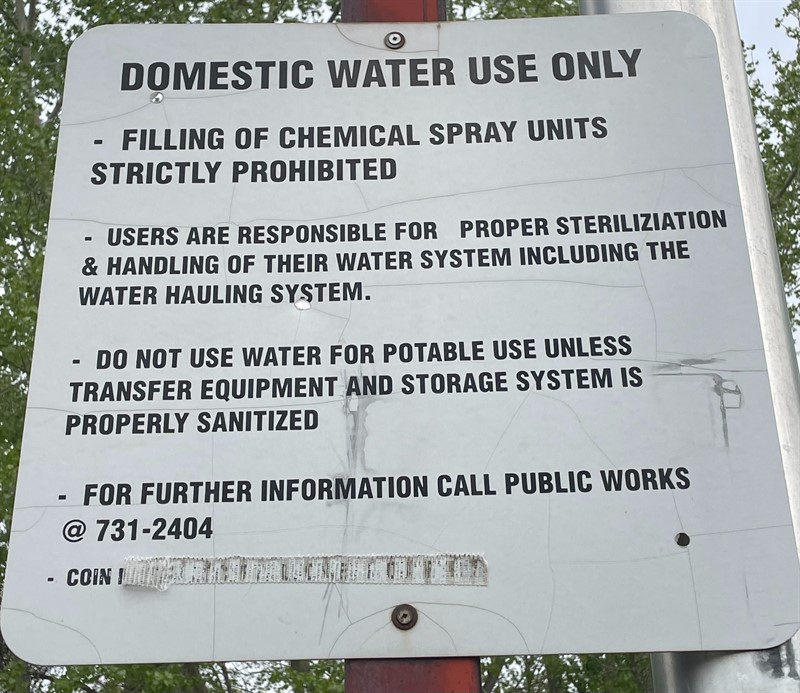 DOMESTIC WATER USE ONLY
- FILLING OF CHEMICAL SPRAY UNITS
STRICTLY PROHIBITED
- USERS ARE RESPONSIBLE FOR PROPER STERILIZIATION
& HANDLING OF THEIR WATER SYSTEM INCLUDING THE
WATER HAULING SYSTEM.
- DO NOT USE WATER FOR POTABLE USE UNLESS
TRANSFER EQUIPMENT AND STORAGE SYSTEM IS
PROPERLY SANITIZED
- FOR FURTHER INFORMATION CALL PUBLIC WORKS
@ 731-2404
- COIN